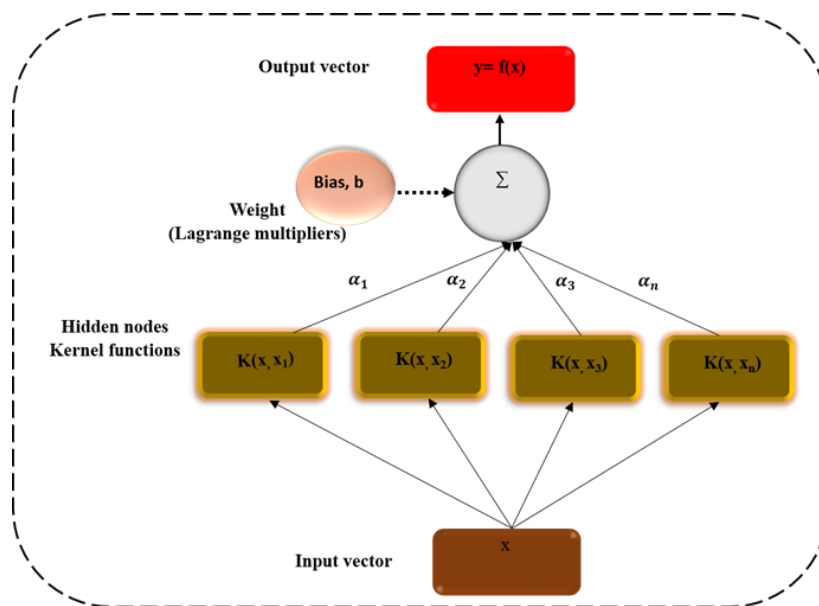 Output vector
y= f(x)
Bias, b
Σ
Weight
(Lagrange multipliers)
α₁
α₂
α₃
αₙ
Hidden nodes
Kernel functions
K(x, x₁)
K(x, x₂)
K(x, x₃)
K(x, xₙ)
Input vector
x